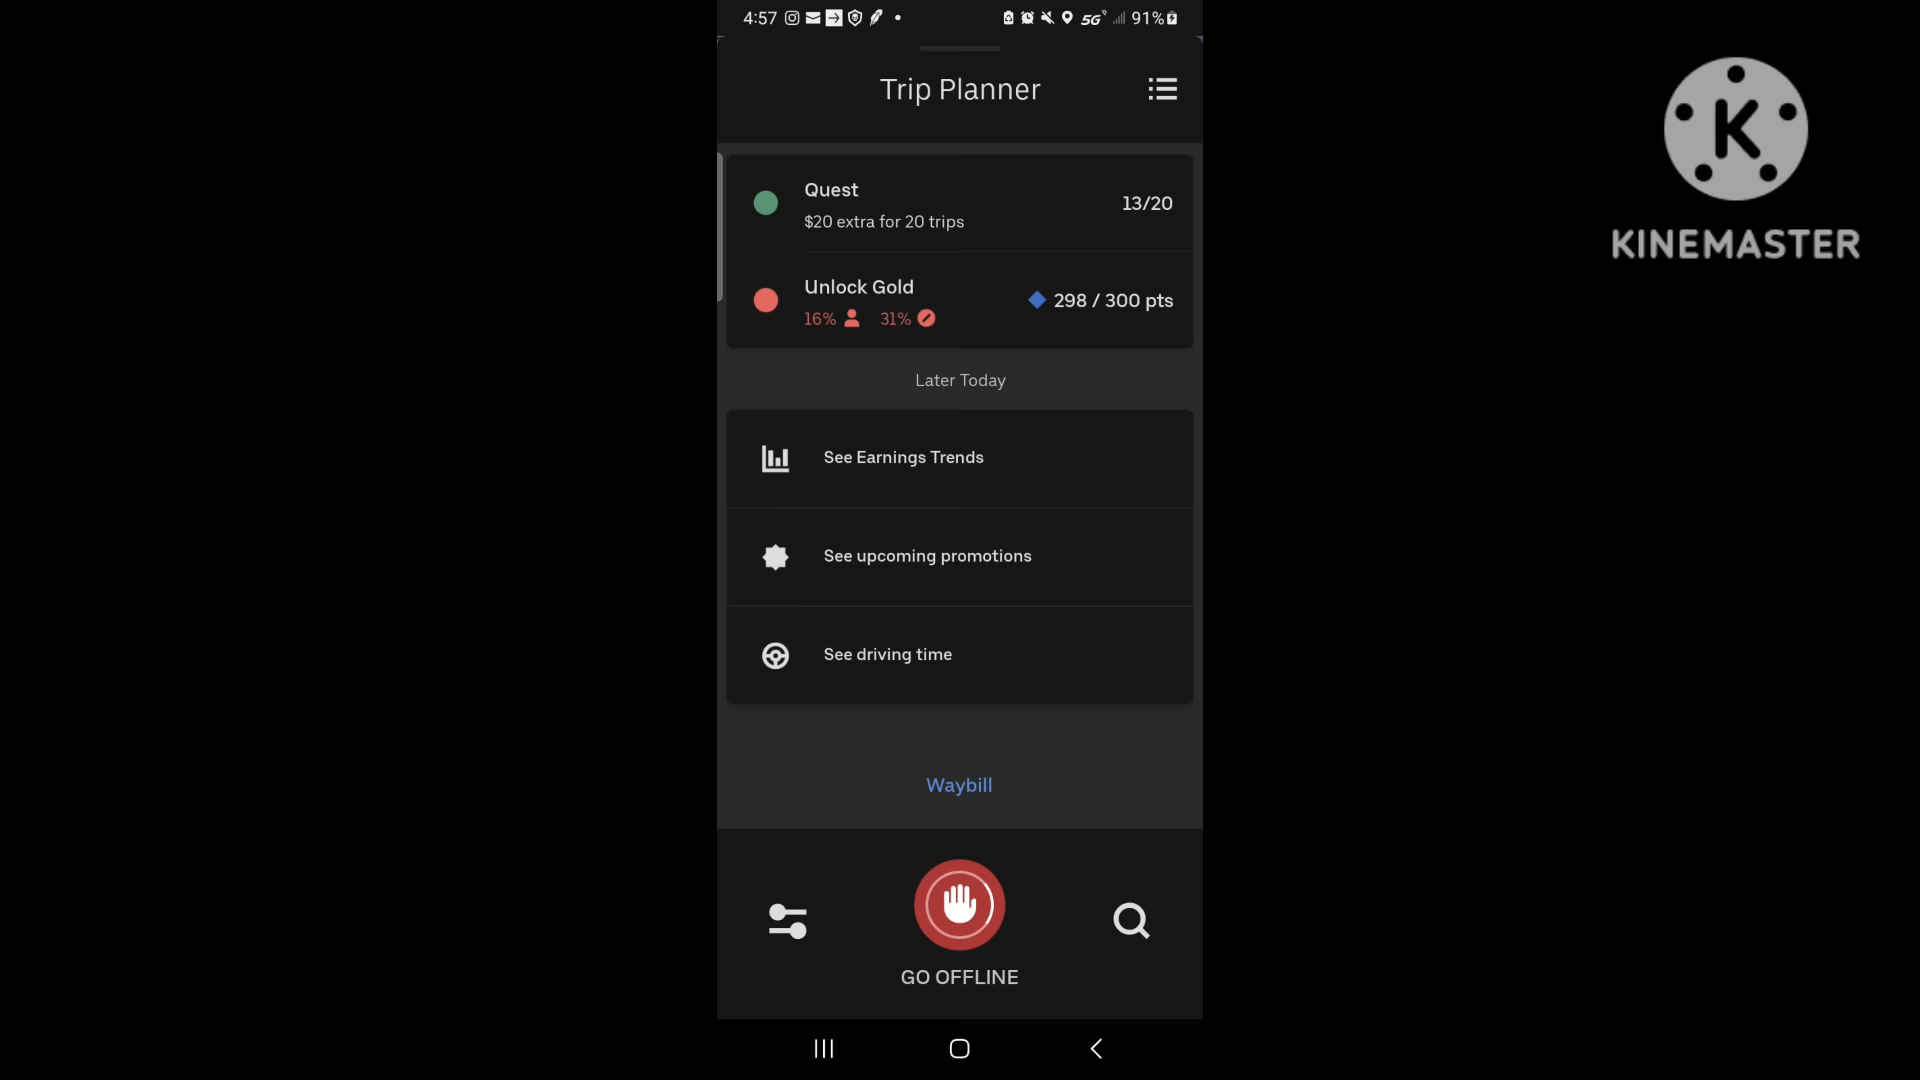 4:57
5G
91%
Trip Planner
Quest
$20 extra for 20 trips
13/20
Unlock Gold
16%
31%
298 / 300 pts
Later Today
See Earnings Trends
See upcoming promotions
See driving time
Waybill
GO OFFLINE
K
KINEMASTER